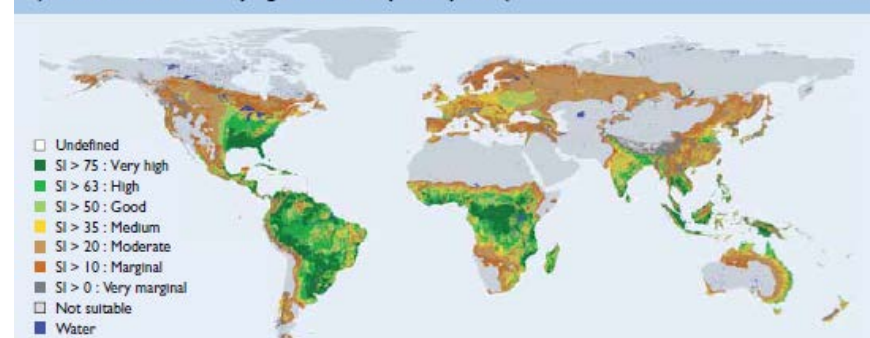 Undefined
SI > 75 : Very high
SI > 63 : High
SI > 50 : Good
SI > 35 : Medium
SI > 20 : Moderate
SI > 10 : Marginal
SI > 0 : Very marginal
Not suitable
Water